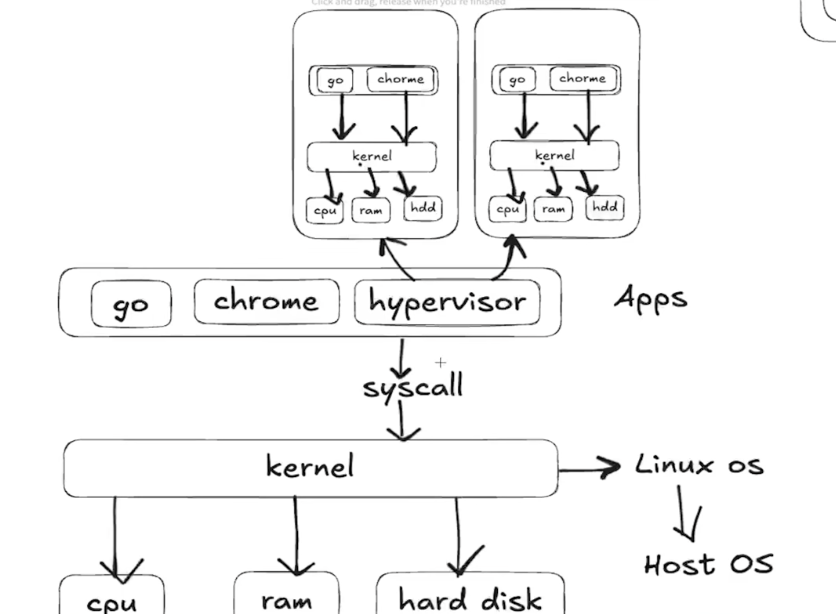 Click and drag, release when you're finished
go chorme
kernel
cpu ram hdd
go chorme
kernel
cpu ram hdd
go chrome hypervisor
Apps
syscall
kernel
Linux os
Host OS
cpu ram hard disk